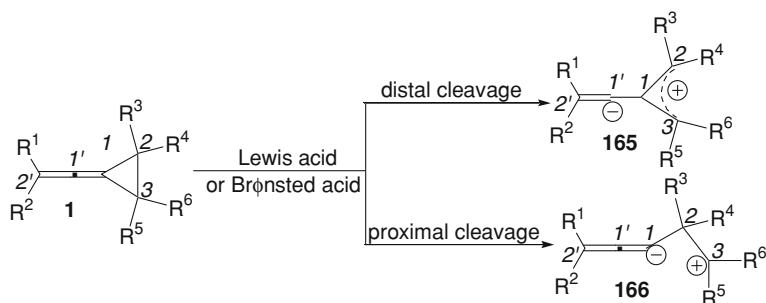 R¹
R²
2'
1'
1
R³
2
R⁴
3
R⁶
R⁵
1
Lewis acid
or Brϕnsted acid
distal cleavage
proximal cleavage
R³
2
R⁴
R¹
1'
1
⊕
2'
⊖
R²
3
R⁶
165
R⁵
R³
R¹
2
R⁴
1'
1
2'
⊖
⊕
3
R⁶
R²
166
R⁵